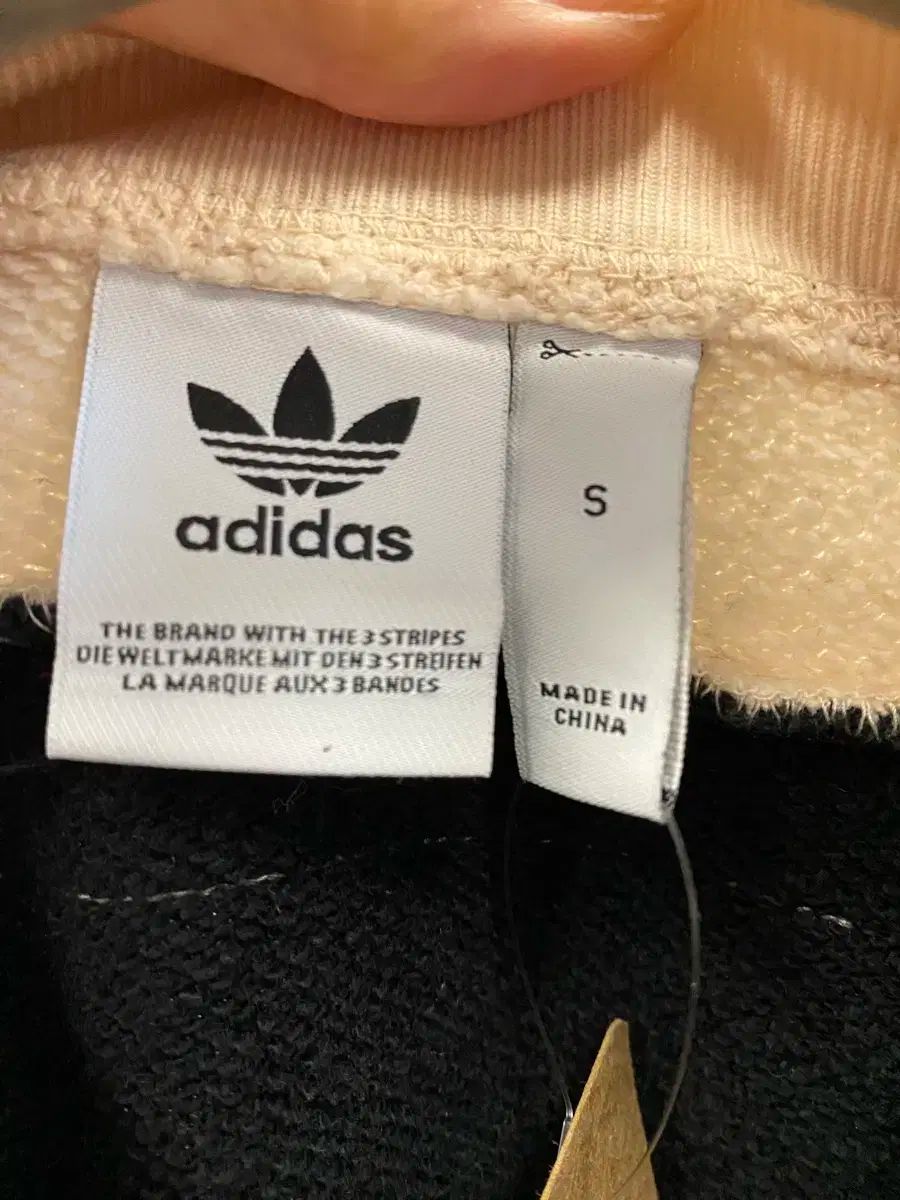 adidas
THE BRAND WITH THE 3 STRIPES
DIE WELTMARKE MIT DEN 3 STREIFEN
LA MARQUE AUX 3 BANDES
S
MADE IN
CHINA